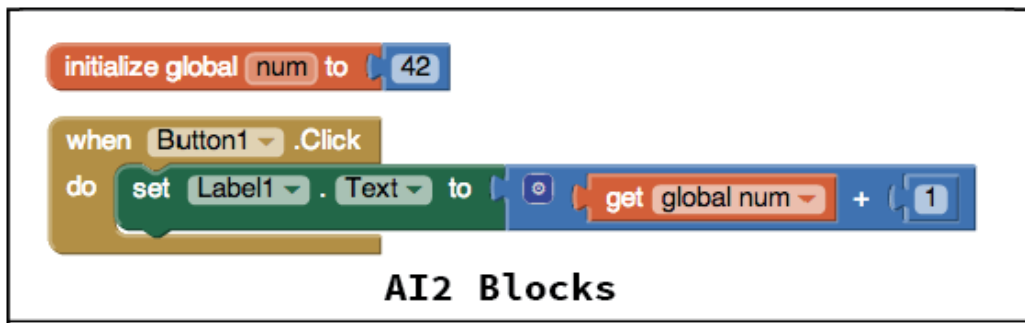 initialize global num to 42
when Button1 .Click
do set Label1 . Text to get global num + 1
AI2 Blocks